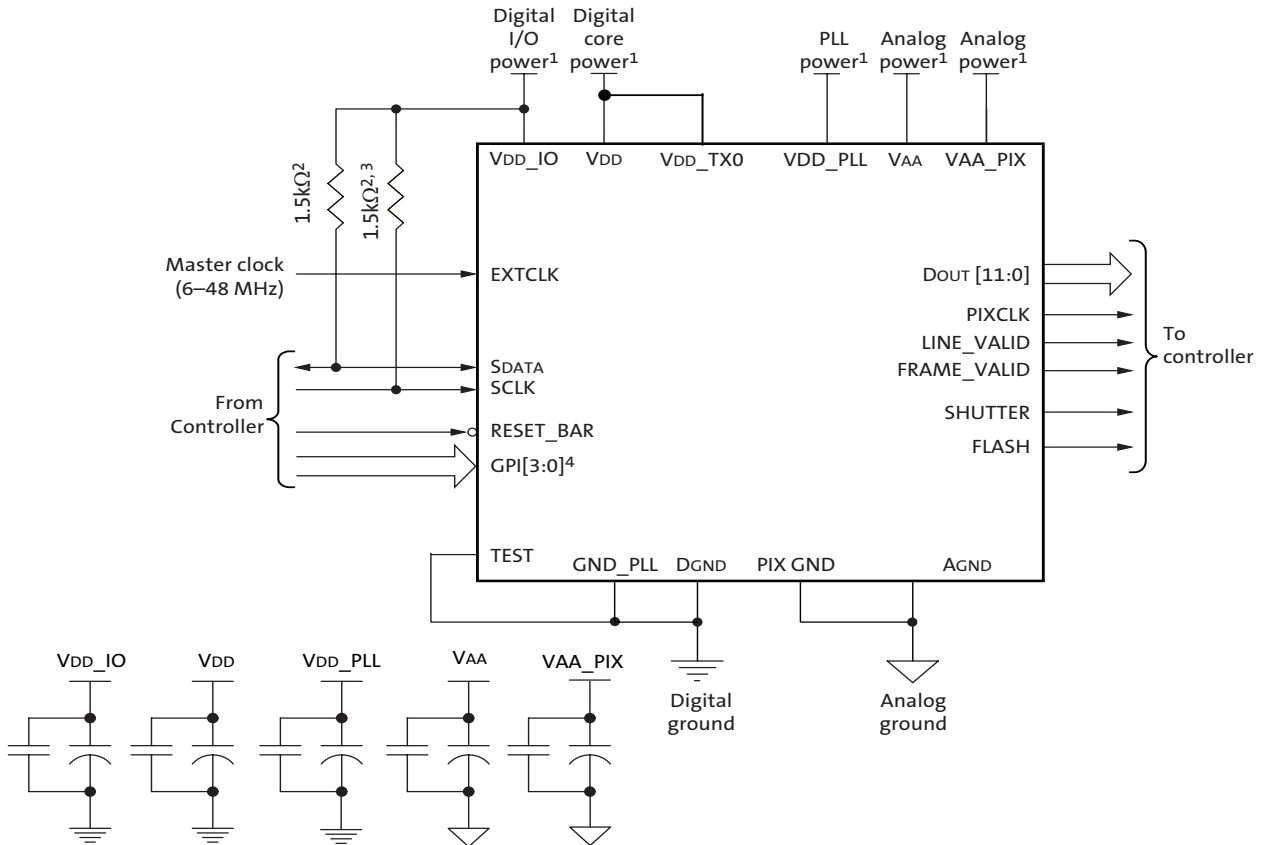 Digital
I/O
power1
Digital
core
power1
PLL
power1
Analog
power1
Analog
power1
VDD_IO
VDD
VDD_TX0
VDD_PLL
VAA
VAA_PIX
1.5kΩ2
1.5kΩ2, 3
Master clock
(6–48 MHz)
EXTCLK
DOUT [11:0]
PIXCLK
LINE_VALID
FRAME_VALID
SHUTTER
FLASH
To
controller
From
Controller
SDATA
SCLK
RESET_BAR
GPI[3:0]4
TEST
GND_PLL
DGND
PIX GND
AGND
Digital
ground
Analog
ground
VDD_IO
VDD
VDD_PLL
VAA
VAA_PIX